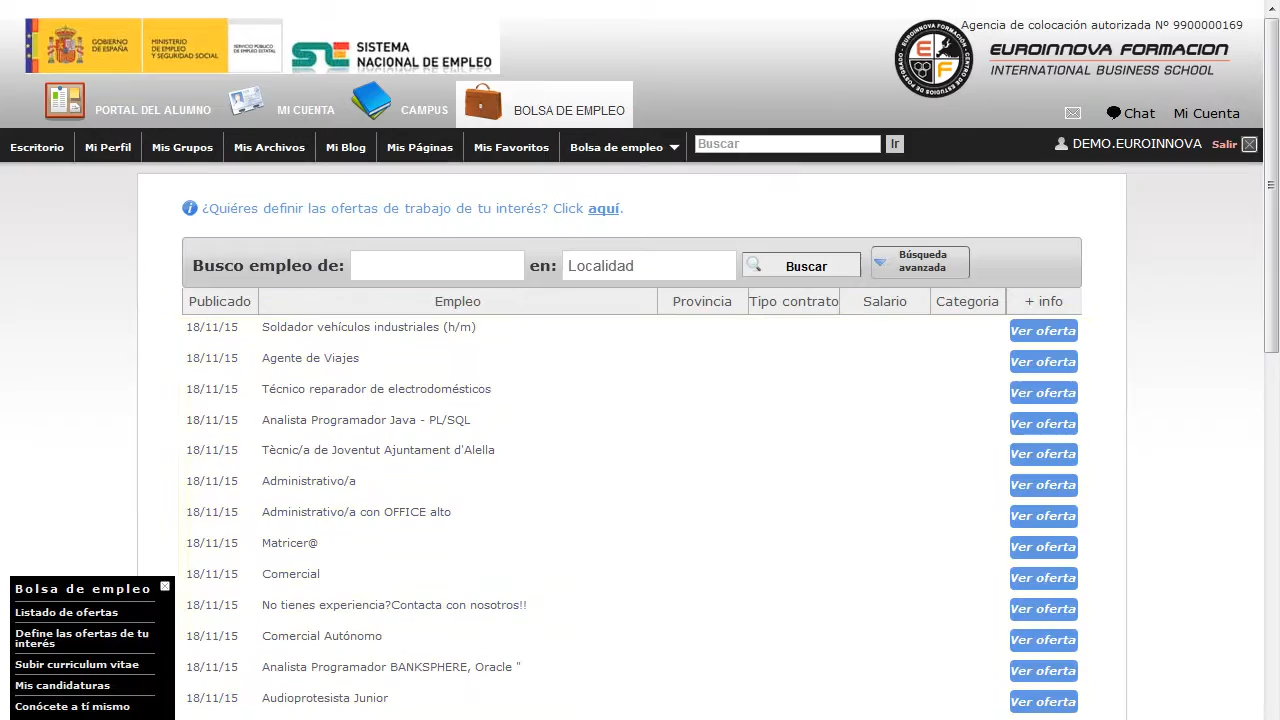 GOBIERNO DE ESPAÑA
MINISTERIO DE EMPLEO Y SEGURIDAD SOCIAL
SERVICIO PÚBLICO DE EMPLEO ESTATAL
SISTEMA NACIONAL DE EMPLEO
Agencia de colocación autorizada Nº 9900000169
EUROINNOVA FORMACION
INTERNATIONAL BUSINESS SCHOOL
PORTAL DEL ALUMNO
MI CUENTA
CAMPUS
BOLSA DE EMPLEO
Chat
Mi Cuenta
Escritorio
Mi Perfil
Mis Grupos
Mis Archivos
Mi Blog
Mis Páginas
Mis Favoritos
Bolsa de empleo
Buscar
Ir
DEMO.EUROINNOVA
Salir
¿Quiéres definir las ofertas de trabajo de tu interés? Click aquí.
Busco empleo de:
en:
Localidad
Buscar
Búsqueda avanzada
Publicado Empleo Provincia Tipo contrato Salario Categoria + info
18/11/15 Soldador vehículos industriales (h/m) Ver oferta
18/11/15 Agente de Viajes Ver oferta
18/11/15 Técnico reparador de electrodomésticos Ver oferta
18/11/15 Analista Programador Java - PL/SQL Ver oferta
18/11/15 Tècnic/a de Joventut Ajuntament d'Alella Ver oferta
18/11/15 Administrativo/a Ver oferta
18/11/15 Administrativo/a con OFFICE alto Ver oferta
18/11/15 Matricer@ Ver oferta
18/11/15 Comercial Ver oferta
18/11/15 No tienes experiencia?Contacta con nosotros!! Ver oferta
18/11/15 Comercial Autónomo Ver oferta
18/11/15 Analista Programador BANKSPHERE, Oracle " Ver oferta
18/11/15 Audioprotesista Junior Ver oferta
Bolsa de empleo
Listado de ofertas
Define las ofertas de tu
interés
Subir curriculum vitae
Mis candidaturas
Conócete a tí mismo